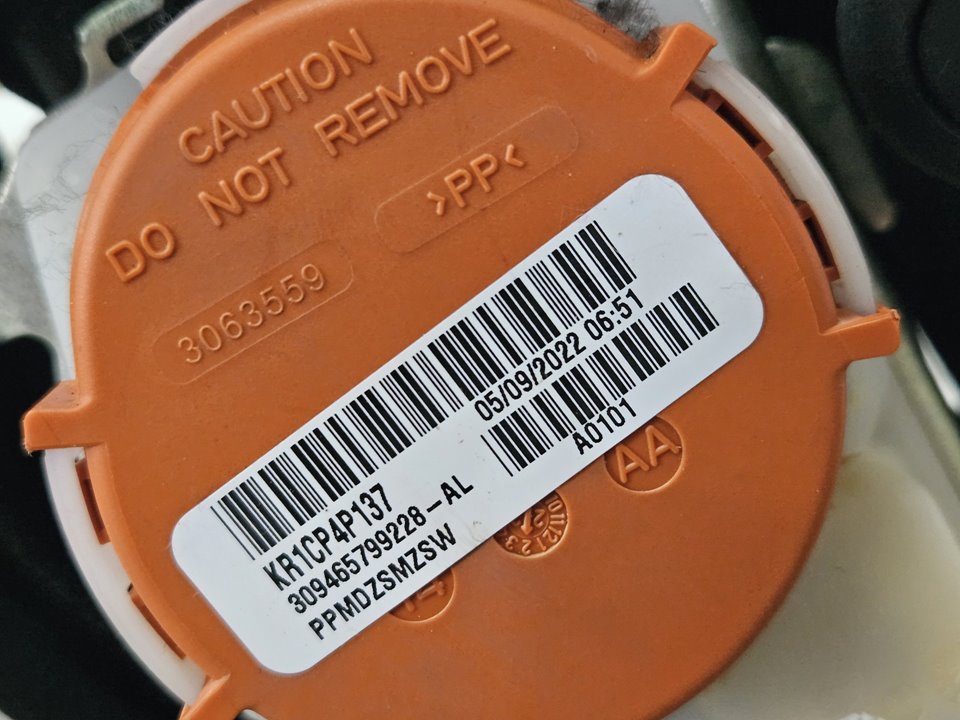 CAUTION
DO NOT REMOVE
>PP<
3063559
05/09/2022 06:51
A0101
KR1CP4P137
309465799228-AL
PPMDZSMZSW
AA